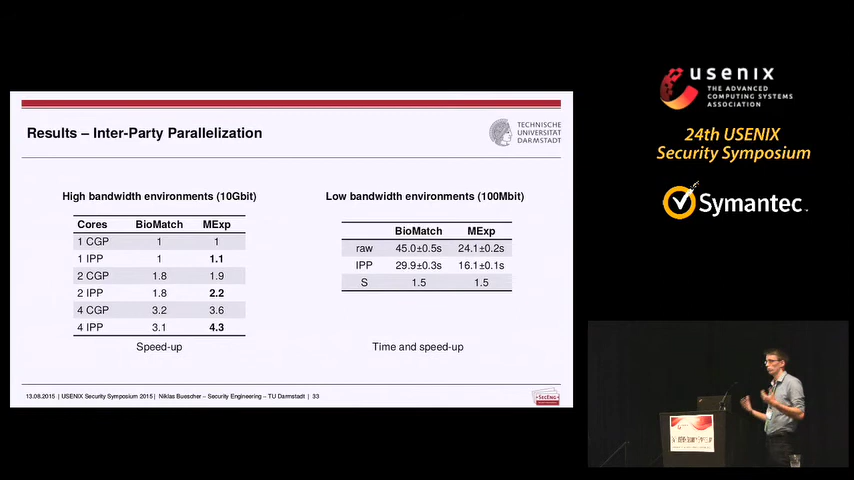 Results – Inter-Party Parallelization
TECHNISCHE
UNIVERSITÄT
DARMSTADT
High bandwidth environments (10Gbit)
Cores BioMatch MExp
1 CGP 1 1
1 IPP 1 1.1
2 CGP 1.8 1.9
2 IPP 1.8 2.2
4 CGP 3.2 3.6
4 IPP 3.1 4.3
Speed-up
Low bandwidth environments (100Mbit)
BioMatch MExp
raw 45.0±0.5s 24.1±0.2s
IPP 29.9±0.3s 16.1±0.1s
S 1.5 1.5
Time and speed-up
13.08.2015 | USENIX Security Symposium 2015 | Niklas Buescher – Security Engineering – TU Darmstadt | 33
SecEng
usenix
THE ADVANCED
COMPUTING SYSTEMS
ASSOCIATION
24th USENIX
Security Symposium
Symantec.